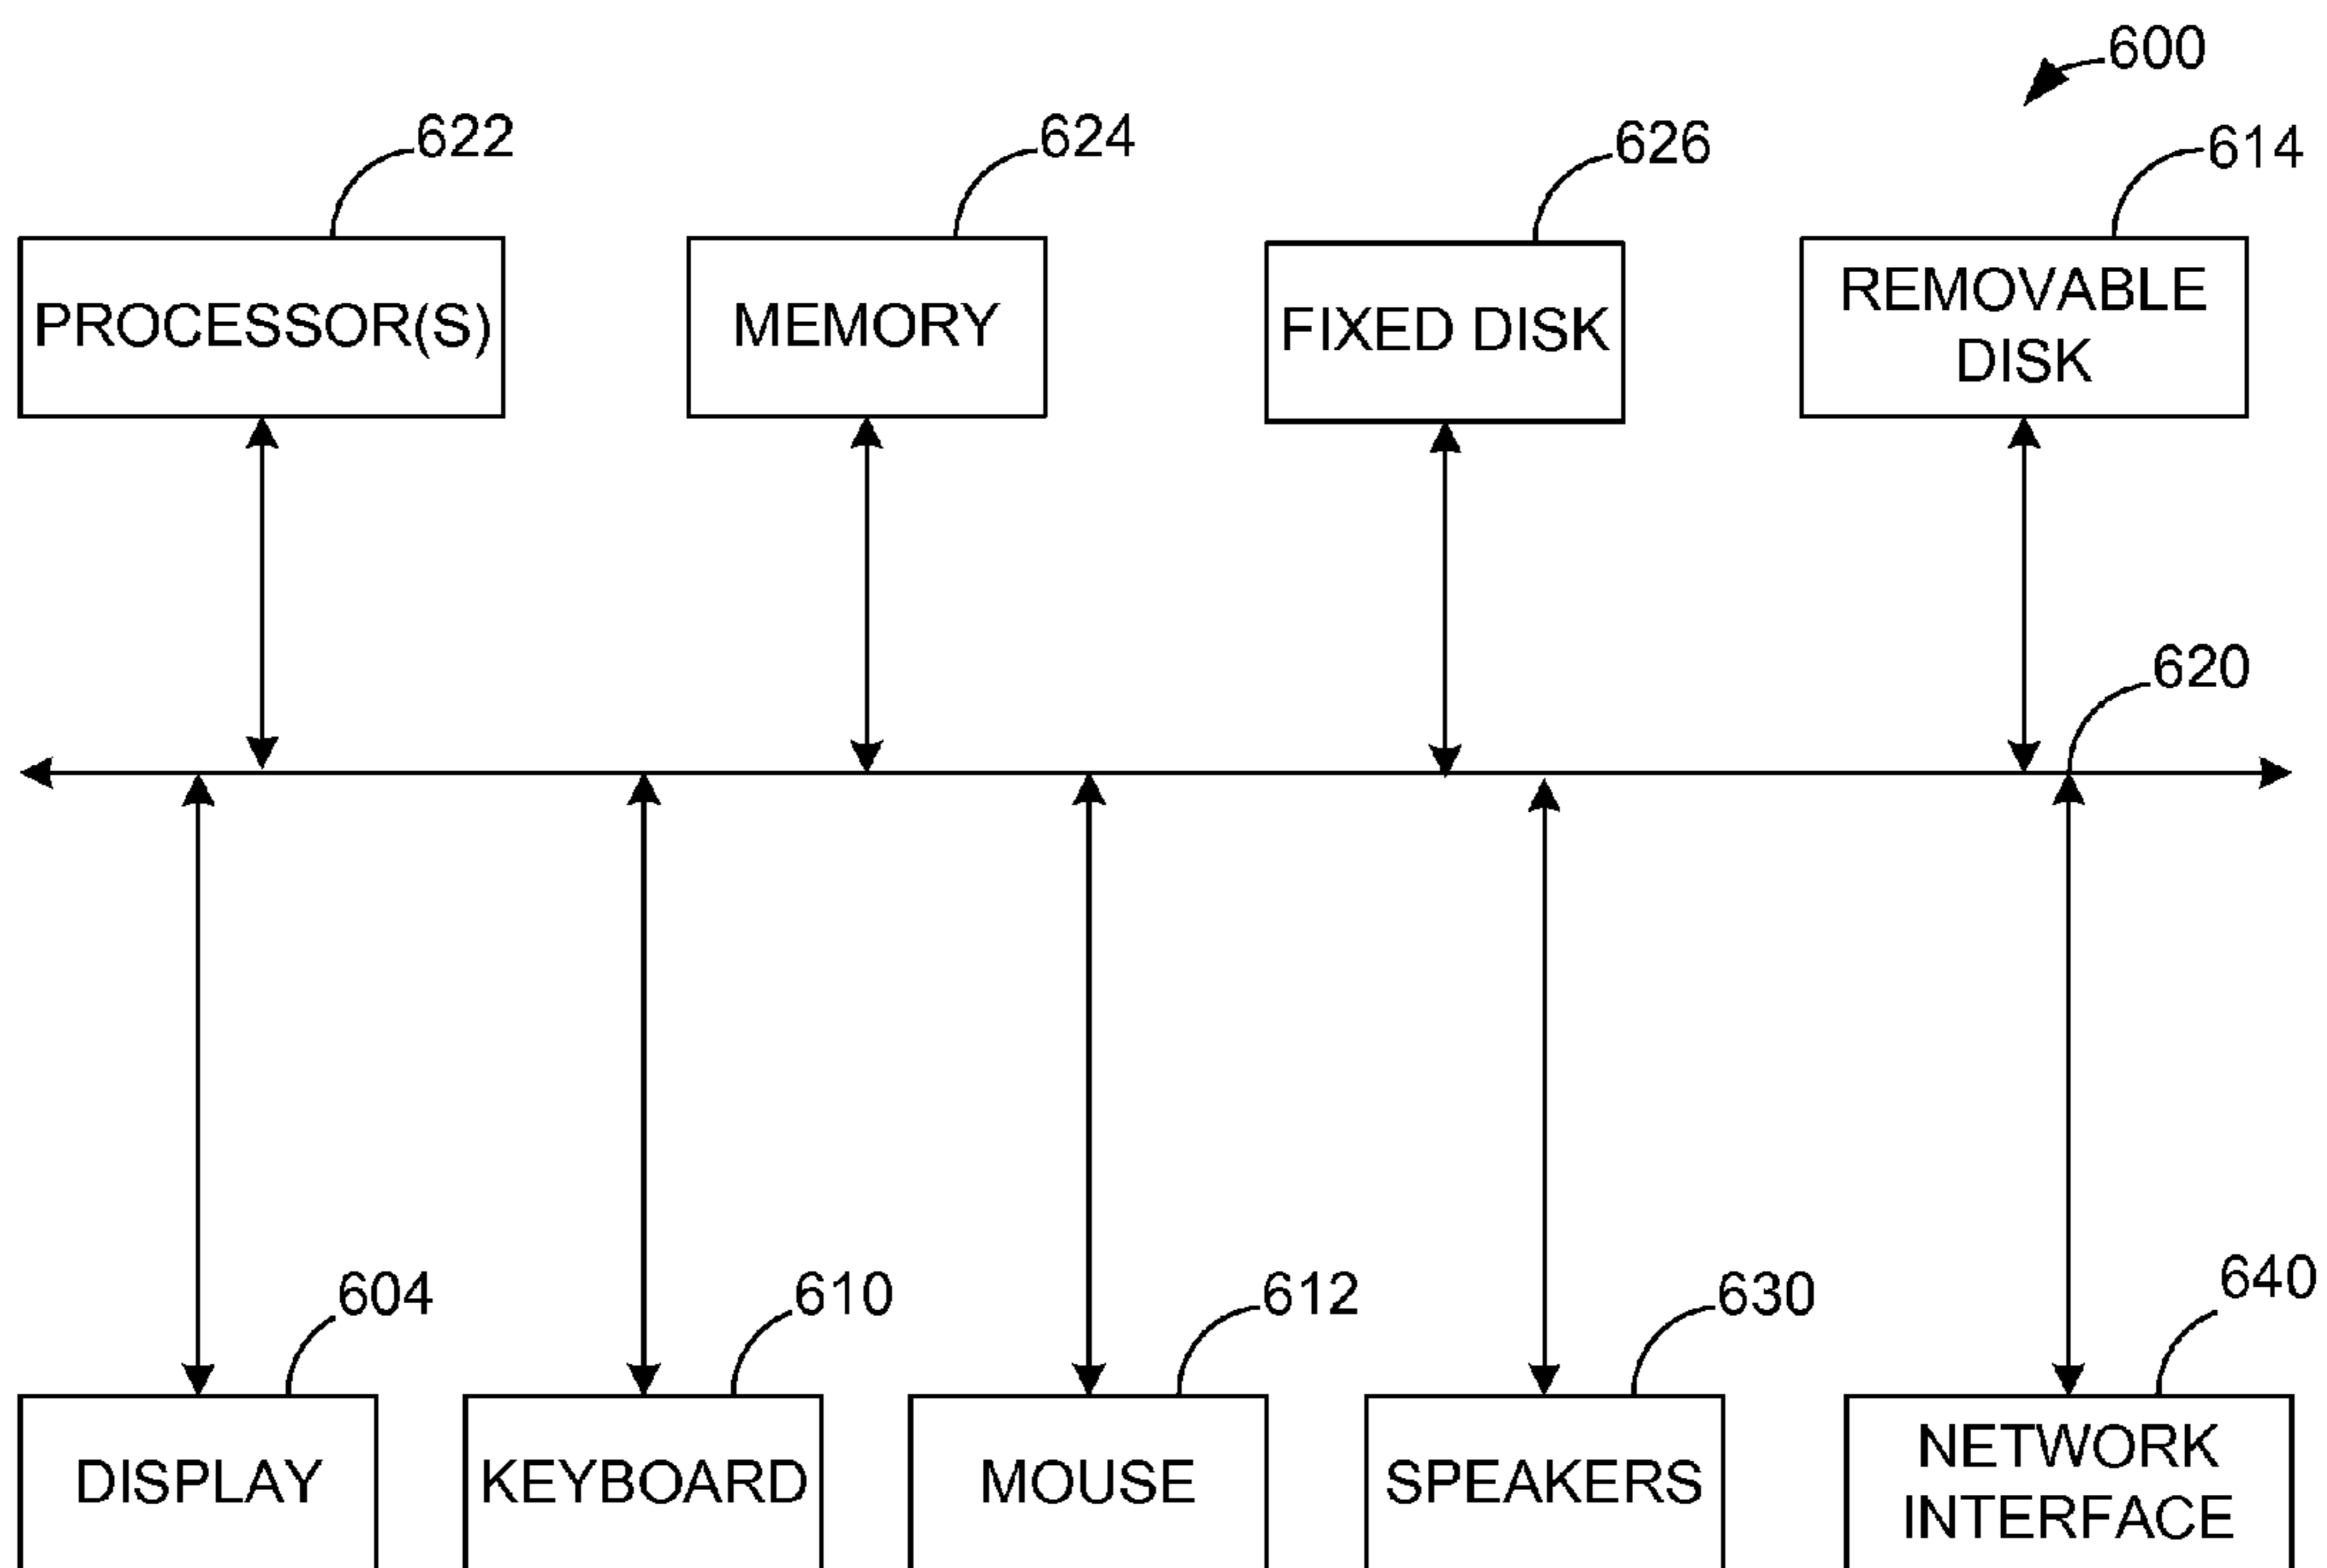 600
622
624
626
614
PROCESSOR(S)
MEMORY
FIXED DISK
REMOVABLE
DISK
620
604
610
612
630
640
DISPLAY
KEYBOARD
MOUSE
SPEAKERS
NETWORK
INTERFACE